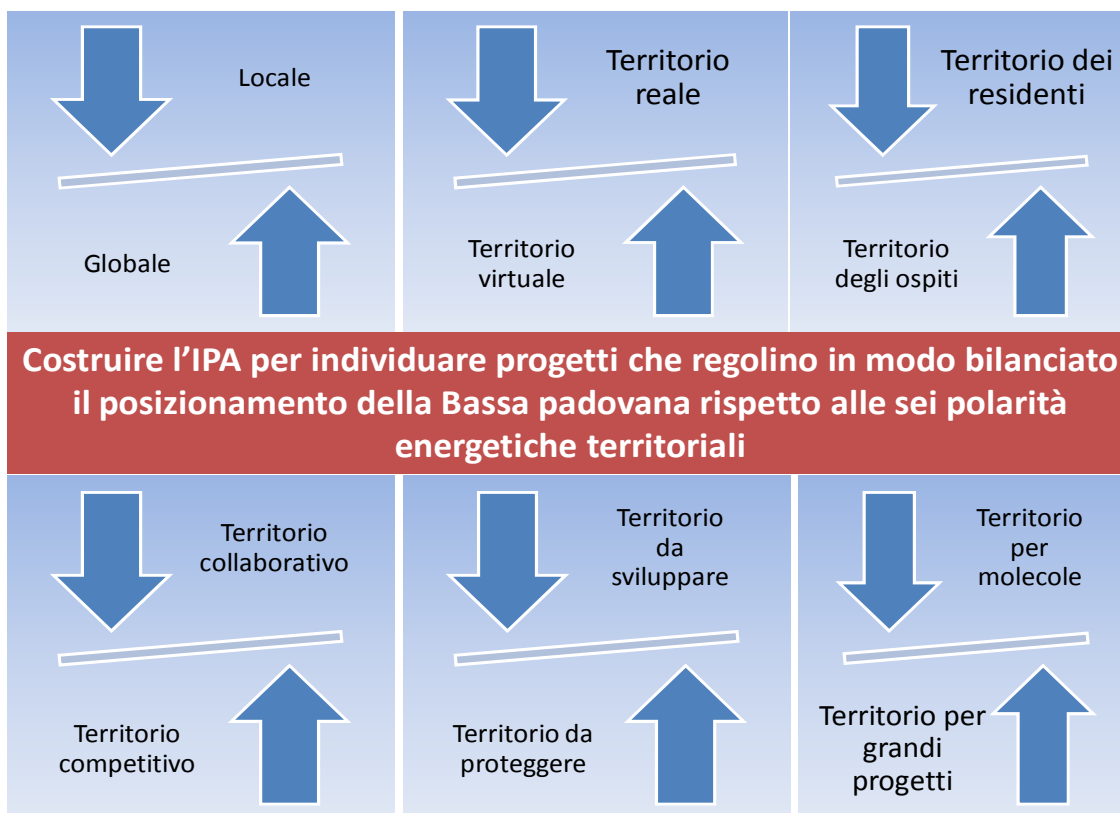 Locale
Globale
Territorio
reale
Territorio
virtuale
Territorio dei
residenti
Territorio
degli ospiti
Costruire l’IPA per individuare progetti che regolino in modo bilanciato
il posizionamento della Bassa padovana rispetto alle sei polarità
energetiche territoriali
Territorio
collaborativo
Territorio
competitivo
Territorio
da
sviluppare
Territorio da
proteggere
Territorio
per
molecole
Territorio per
grandi
progetti